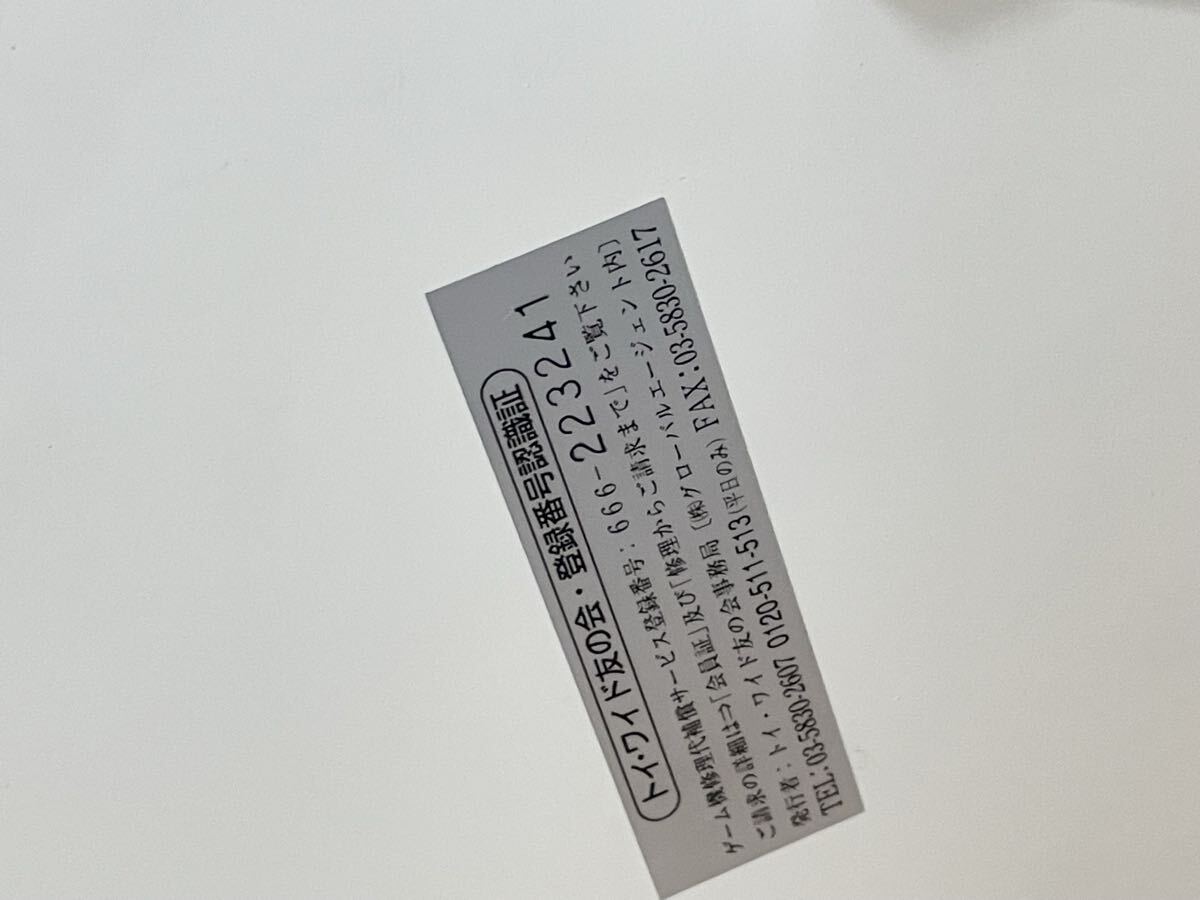 トイ・ワイド友の会・登録番号認識証
ゲーム機修理代補償サービス登録番号：666-223241
ご請求の詳細は⊃「会員証」及び「修理からご請求まで」をご覧下さい
発行者：トイ・ワイド友の会事務局〔㈱グローバルエージェント内〕
TEL：03-5830-2607 0120-511-513（平日のみ）FAX：03-5830-2617